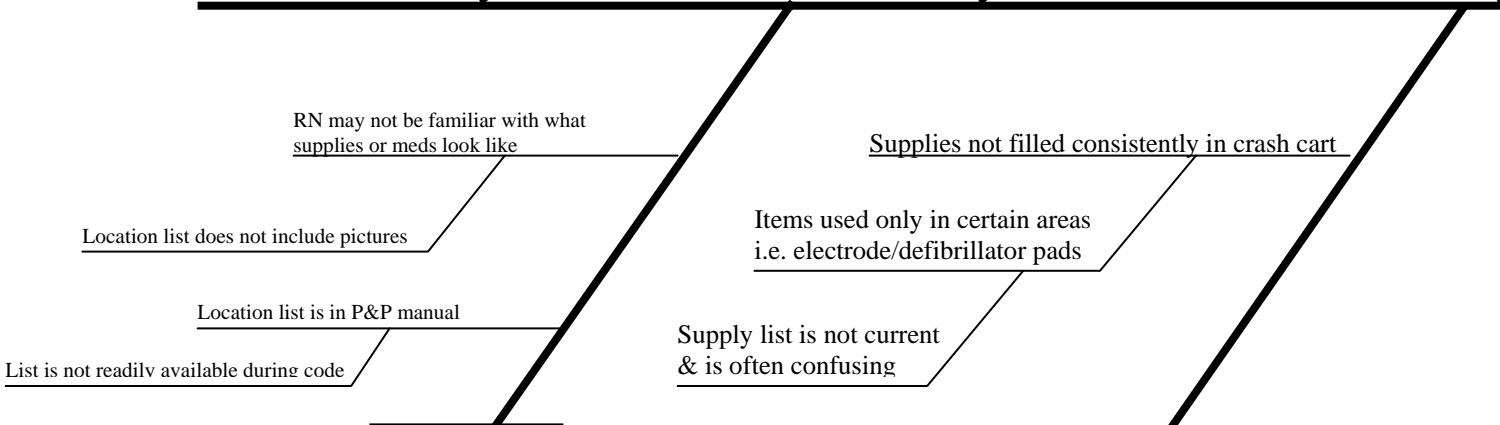 RN may not be familiar with what
supplies or meds look like
Location list does not include pictures
Location list is in P&P manual
List is not readily available during code
Supplies not filled consistently in crash cart
Items used only in certain areas
i.e. electrode/defibrillator pads
Supply list is not current
& is often confusing